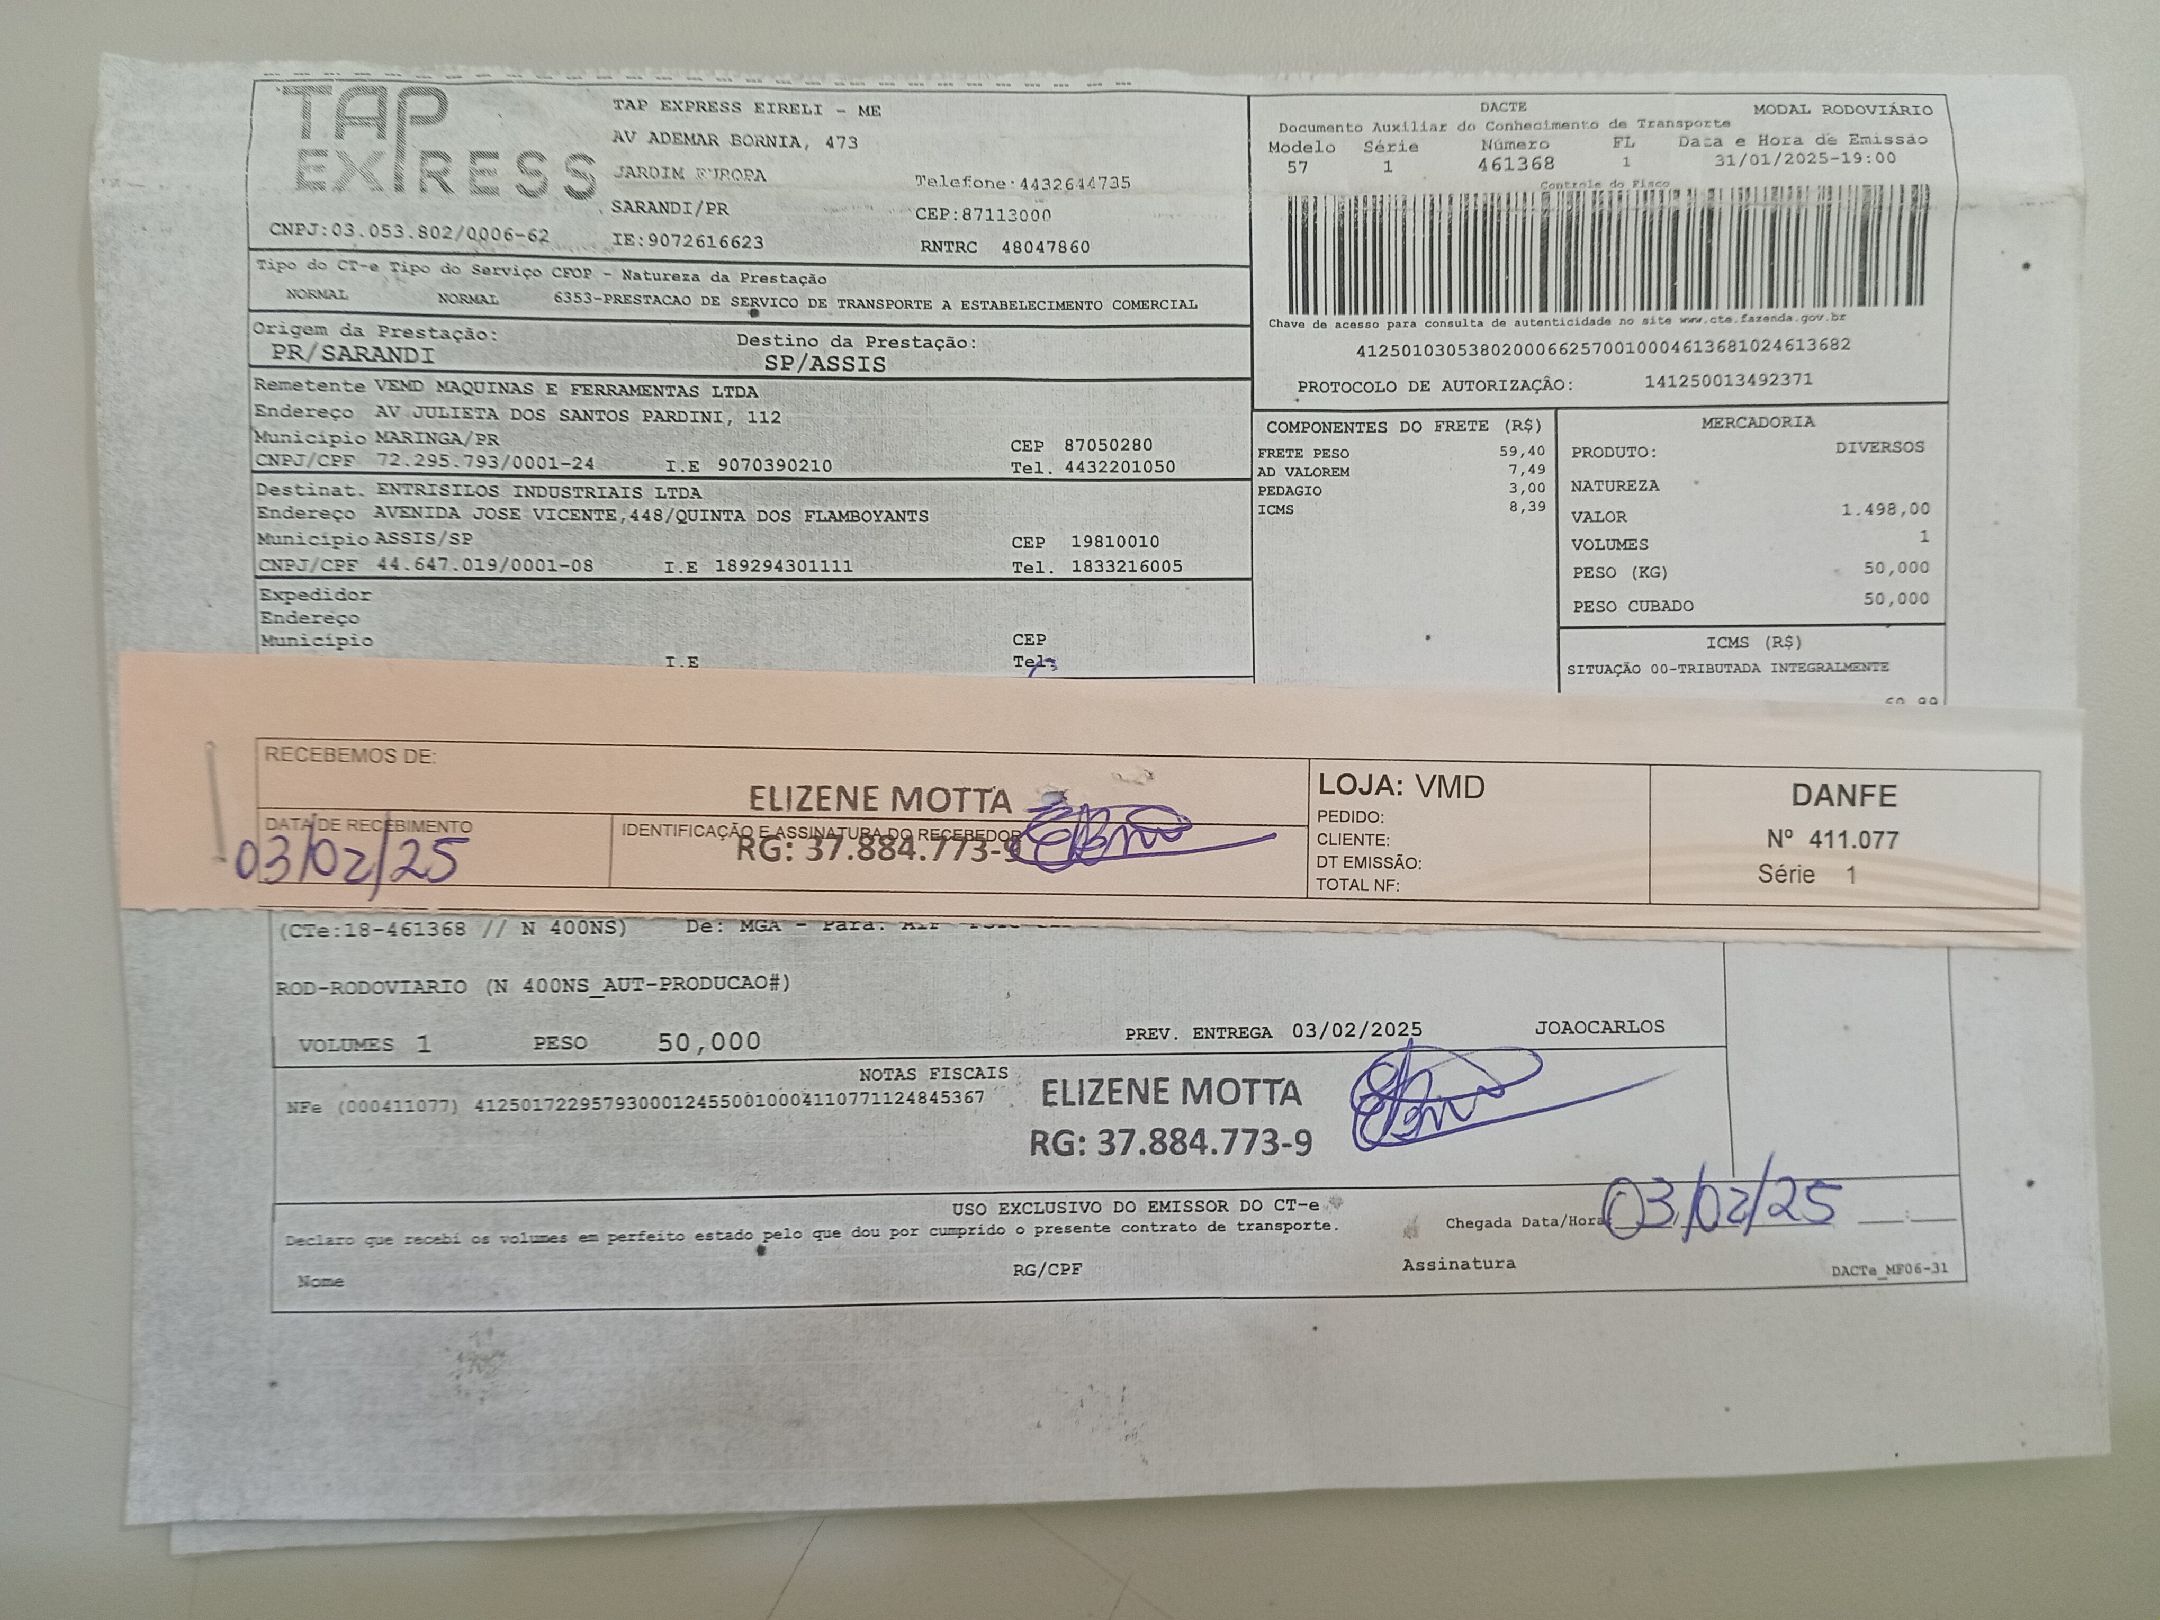 TAP EXPRESS
TAP EXPRESS EIRELI - ME
AV ADEMAR BORNIA, 473
JARDIM EUROPA
Telefone:4432644735
SARANDI/PR
CEP:87113000
CNPJ:03.053.802/0006-62
IE:9072616623
RNTRC 48047860
DACTE
MODAL RODOVIÁRIO
Documento Auxiliar do Conhecimento de Transporte
Modelo Série Número FL Data e Hora de Emissão
57 1 461368 1 31/01/2025-19:00
Controle do Fisco
Chave de acesso para consulta de autenticidade no site www.cte.fazenda.gov.br
41250103053802000662570010004613681024613682
PROTOCOLO DE AUTORIZAÇÃO: 141250013492371
Tipo do CT-e Tipo do Serviço CFOP - Natureza da Prestação
NORMAL NORMAL 6353-PRESTACAO DE SERVICO DE TRANSPORTE A ESTABELECIMENTO COMERCIAL
Origem da Prestação: Destino da Prestação:
PR/SARANDI SP/ASSIS
Remetente VEMD MAQUINAS E FERRAMENTAS LTDA
Endereço AV JULIETA DOS SANTOS PARDINI, 112
Município MARINGA/PR CEP 87050280
CNPJ/CPF 72.295.793/0001-24 I.E 9070390210 Tel. 4432201050
Destinat. ENTRISILOS INDUSTRIAIS LTDA
Endereço AVENIDA JOSE VICENTE,448/QUINTA DOS FLAMBOYANTS
Município ASSIS/SP CEP 19810010
CNPJ/CPF 44.647.019/0001-08 I.E 189294301111 Tel. 1833216005
Expedidor
Endereço
Município CEP
I.E Tel:
COMPONENTES DO FRETE (R$)
FRETE PESO 59,40
AD VALOREM 7,49
PEDAGIO 3,00
ICMS 8,39
MERCADORIA
PRODUTO: DIVERSOS
NATUREZA
VALOR 1.498,00
VOLUMES 1
PESO (KG) 50,000
PESO CUBADO 50,000
ICMS (R$)
SITUAÇÃO 00-TRIBUTADA INTEGRALMENTE
RECEBEMOS DE:
ELIZENE MOTTA
DATA DE RECEBIMENTO
IDENTIFICAÇÃO E ASSINATURA DO RECEBEDOR
03/02/25
RG: 37.884.773-9
LOJA: VMD
PEDIDO:
CLIENTE:
DT EMISSÃO:
TOTAL NF:
DANFE
Nº 411.077
Série 1
(CTe:18-461368 // N 400NS) De: MGA - Para:
ROD-RODOVIARIO (N 400NS_AUT-PRODUCAO#)
VOLUMES 1 PESO 50,000 PREV. ENTREGA 03/02/2025 JOAOCARLOS
NOTAS FISCAIS
NFe (000411077) 41250172295793000124550010004110771124845367
ELIZENE MOTTA
RG: 37.884.773-9
USO EXCLUSIVO DO EMISSOR DO CT-e
Declaro que recebi os volumes em perfeito estado pelo que dou por cumprido o presente contrato de transporte.
Chegada Data/Hora: 03/02/25
Nome RG/CPF Assinatura
DACTe_MF06-31